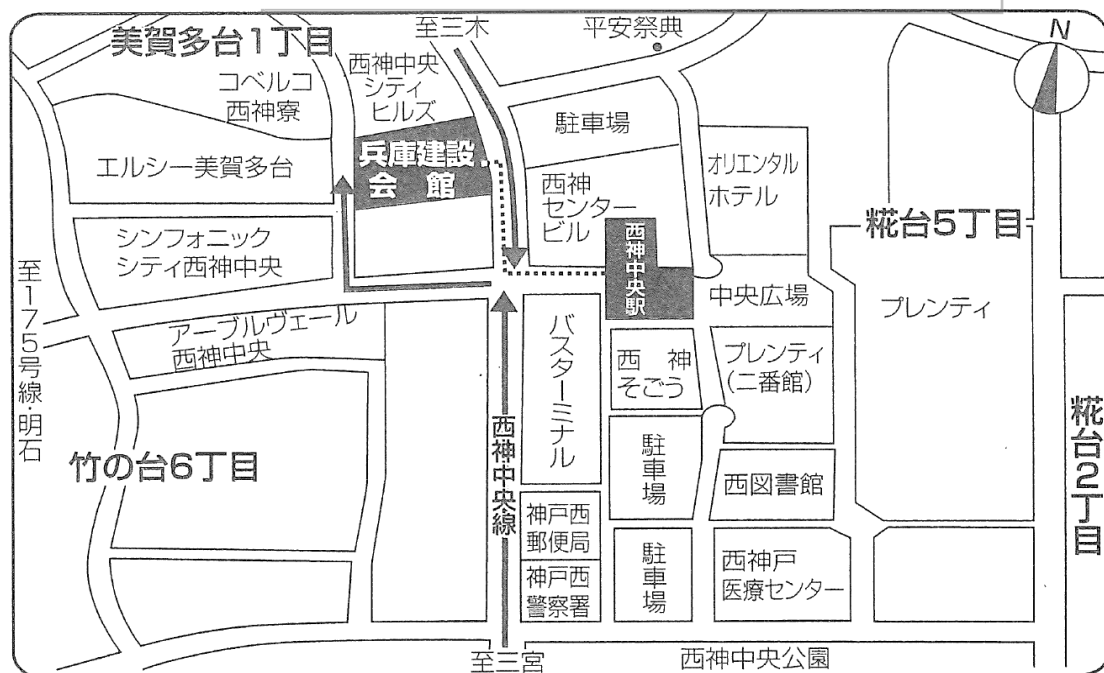 美賀多台1丁目
至三木
平安祭典
N
コベルコ
西神寮
西神中央
シティ
ヒルズ
駐車場
兵庫建設
会館
エルシー美賀多台
オリエンタル
ホテル
西神
センター
ビル
糀台5丁目
シンフォニック
シティ西神中央
西神中央駅
中央広場
プレンティ
至175号線・明石
アーブルヴェール
西神中央
バスターミナル
西神
そごう
プレンティ
(二番館)
糀台2丁目
竹の台6丁目
西神中央線
駐車場
西図書館
神戸西
郵便局
駐車場
西神戸
医療センター
神戸西
警察署
至三宮
西神中央公園